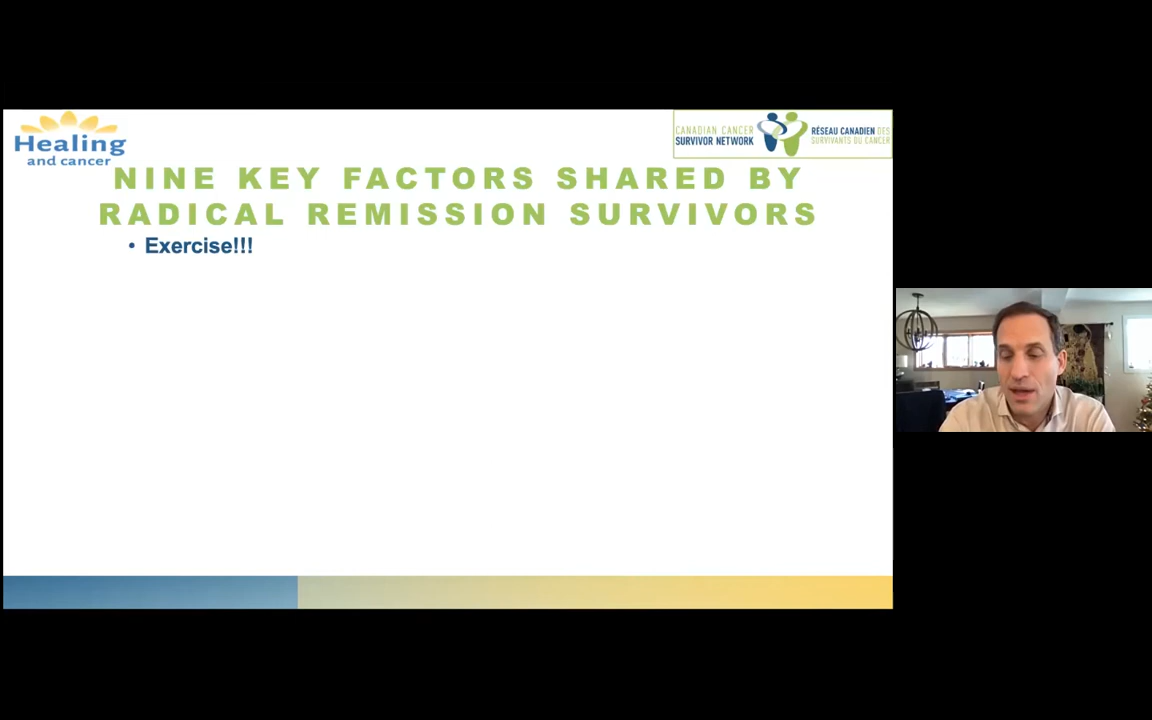 Healing
and cancer
CANADIAN CANCER
SURVIVOR NETWORK
RÉSEAU CANADIEN DES
SURVIVANTS DU CANCER
NINE KEY FACTORS SHARED BY
RADICAL REMISSION SURVIVORS
• Exercise!!!